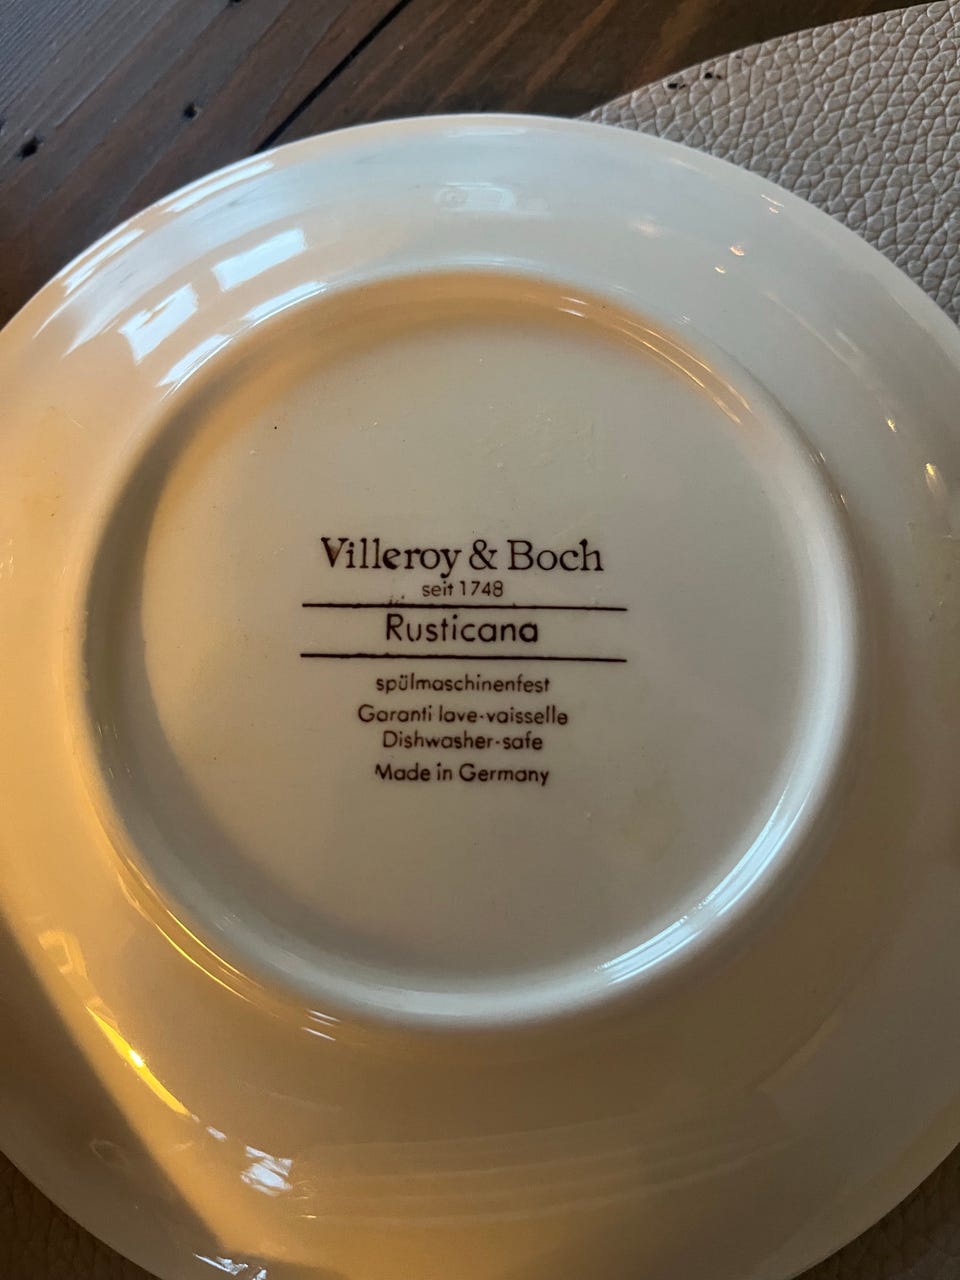 Villeroy & Boch
seit 1748
Rusticana
spülmaschinenfest
Garanti lave-vaisselle
Dishwasher-safe
Made in Germany